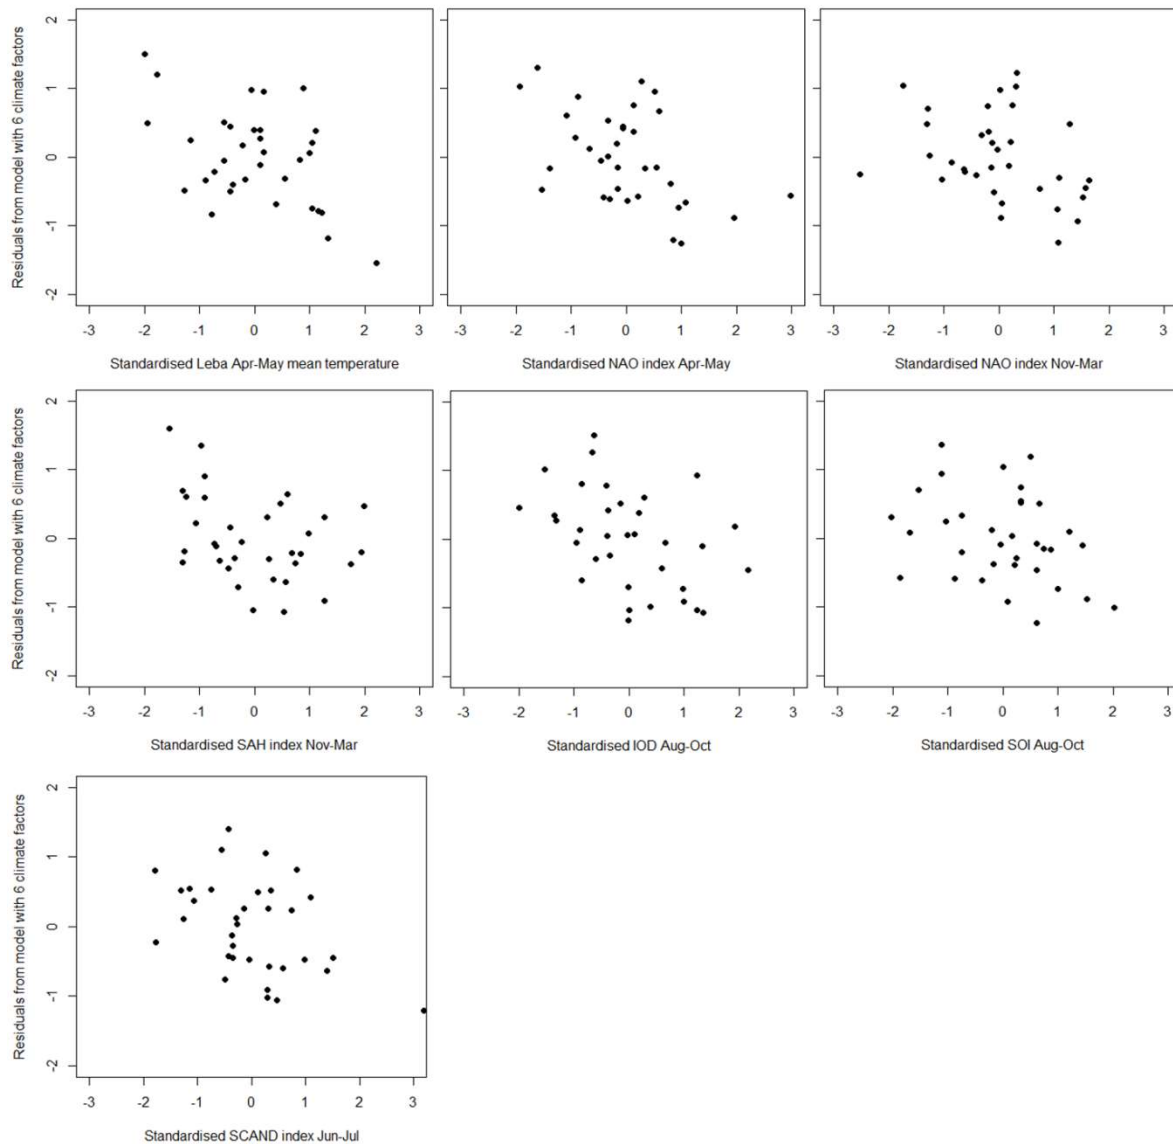 Residuals from model with 6 climate factors
2
1
0
-1
-2
-3 -2 -1 0 1 2 3
-3 -2 -1 0 1 2 3
-3 -2 -1 0 1 2 3
Standardised Leba Apr-May mean temperature
Standardised NAO index Apr-May
Standardised NAO index Nov-Mar
Residuals from model with 6 climate factors
2
1
0
-1
-2
-3 -2 -1 0 1 2 3
-3 -2 -1 0 1 2 3
-3 -2 -1 0 1 2 3
Standardised SAH index Nov-Mar
Standardised IOD Aug-Oct
Standardised SOI Aug-Oct
Residuals from model with 6 climate factors
2
1
0
-1
-2
-3 -2 -1 0 1 2 3
Standardised SCAND index Jun-Jul